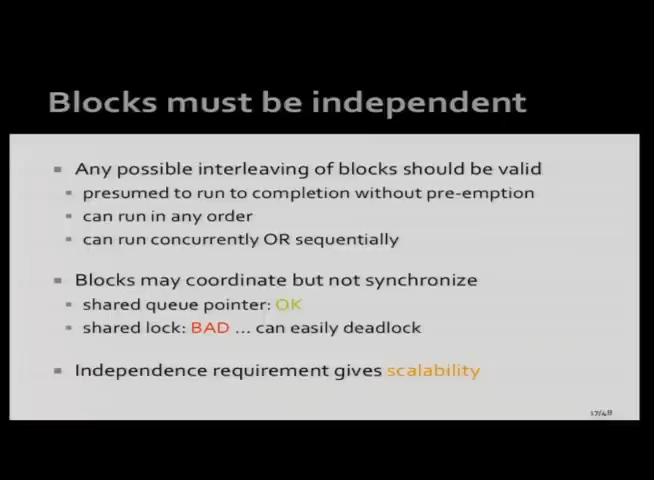 Blocks must be independent
Any possible interleaving of blocks should be valid
presumed to run to completion without pre-emption
can run in any order
can run concurrently OR sequentially
Blocks may coordinate but not synchronize
shared queue pointer: OK
shared lock: BAD ... can easily deadlock
Independence requirement gives scalability
17/48